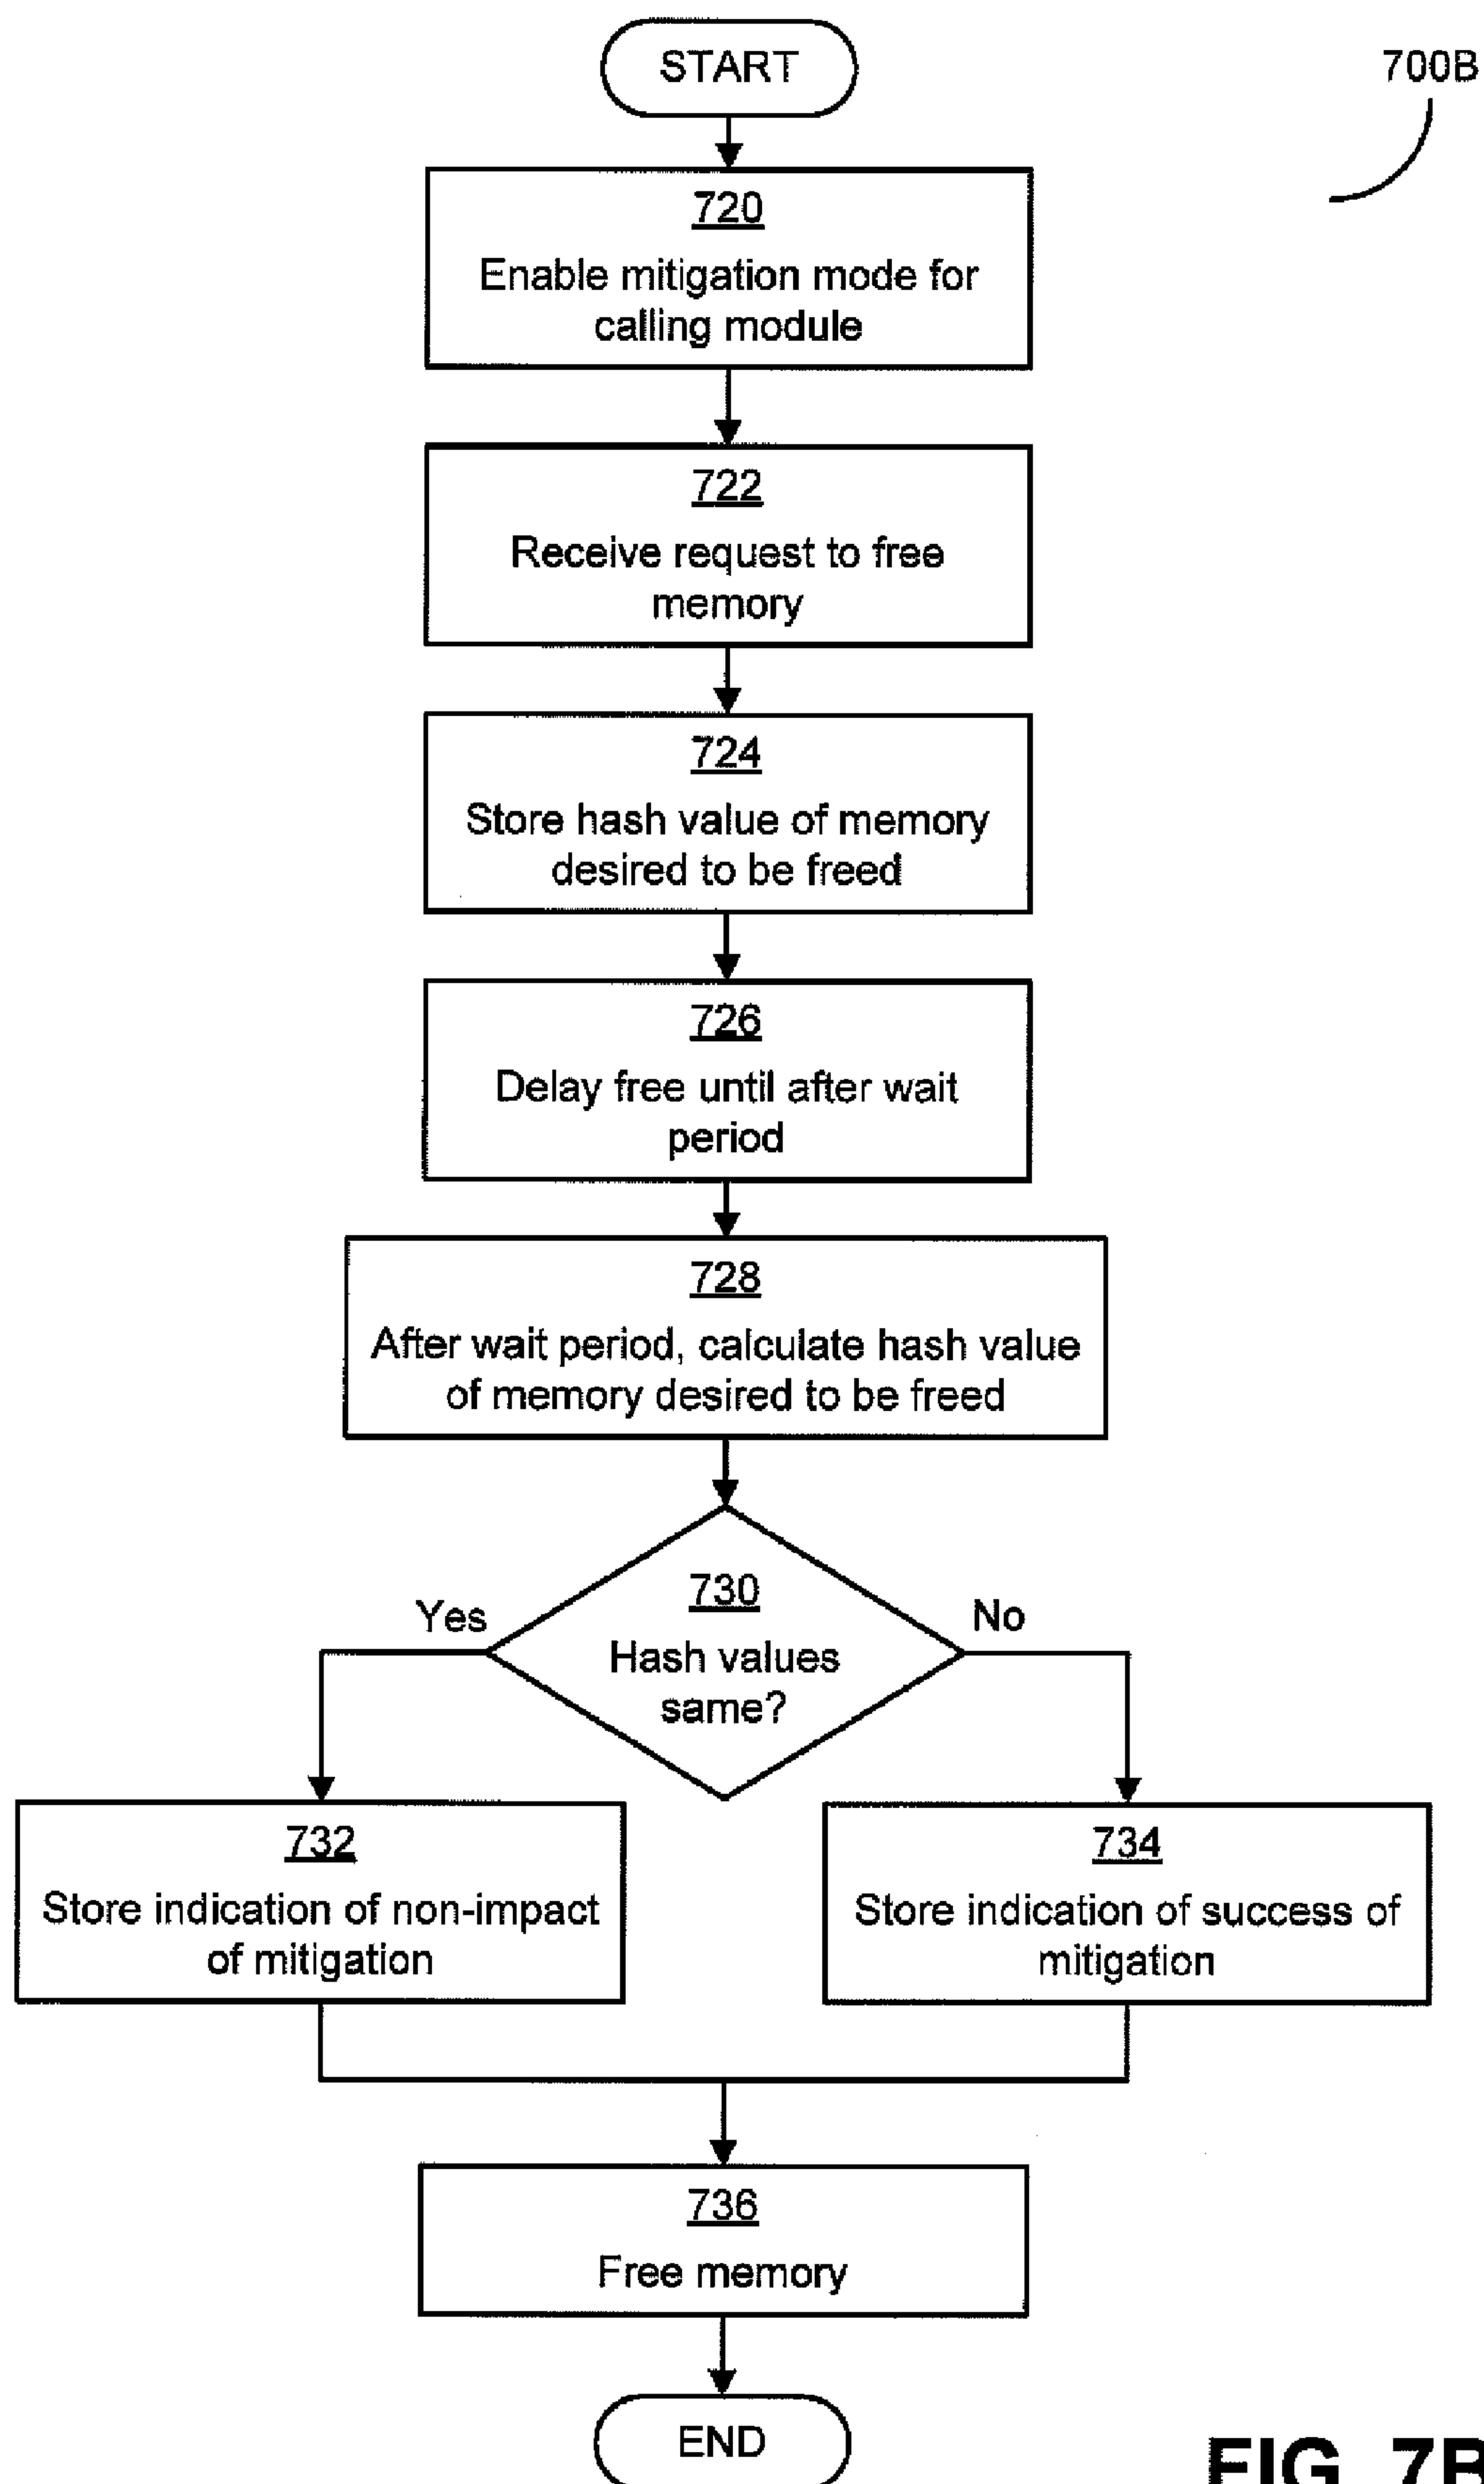 START
700B
720
Enable mitigation mode for
calling module
722
Receive request to free
memory
724
Store hash value of memory
desired to be freed
726
Delay free until after wait
period
728
After wait period, calculate hash value
of memory desired to be freed
730
Hash values
same?
Yes
No
732
Store indication of non-impact
of mitigation
734
Store indication of success of
mitigation
736
Free memory
END
FIG. 7B